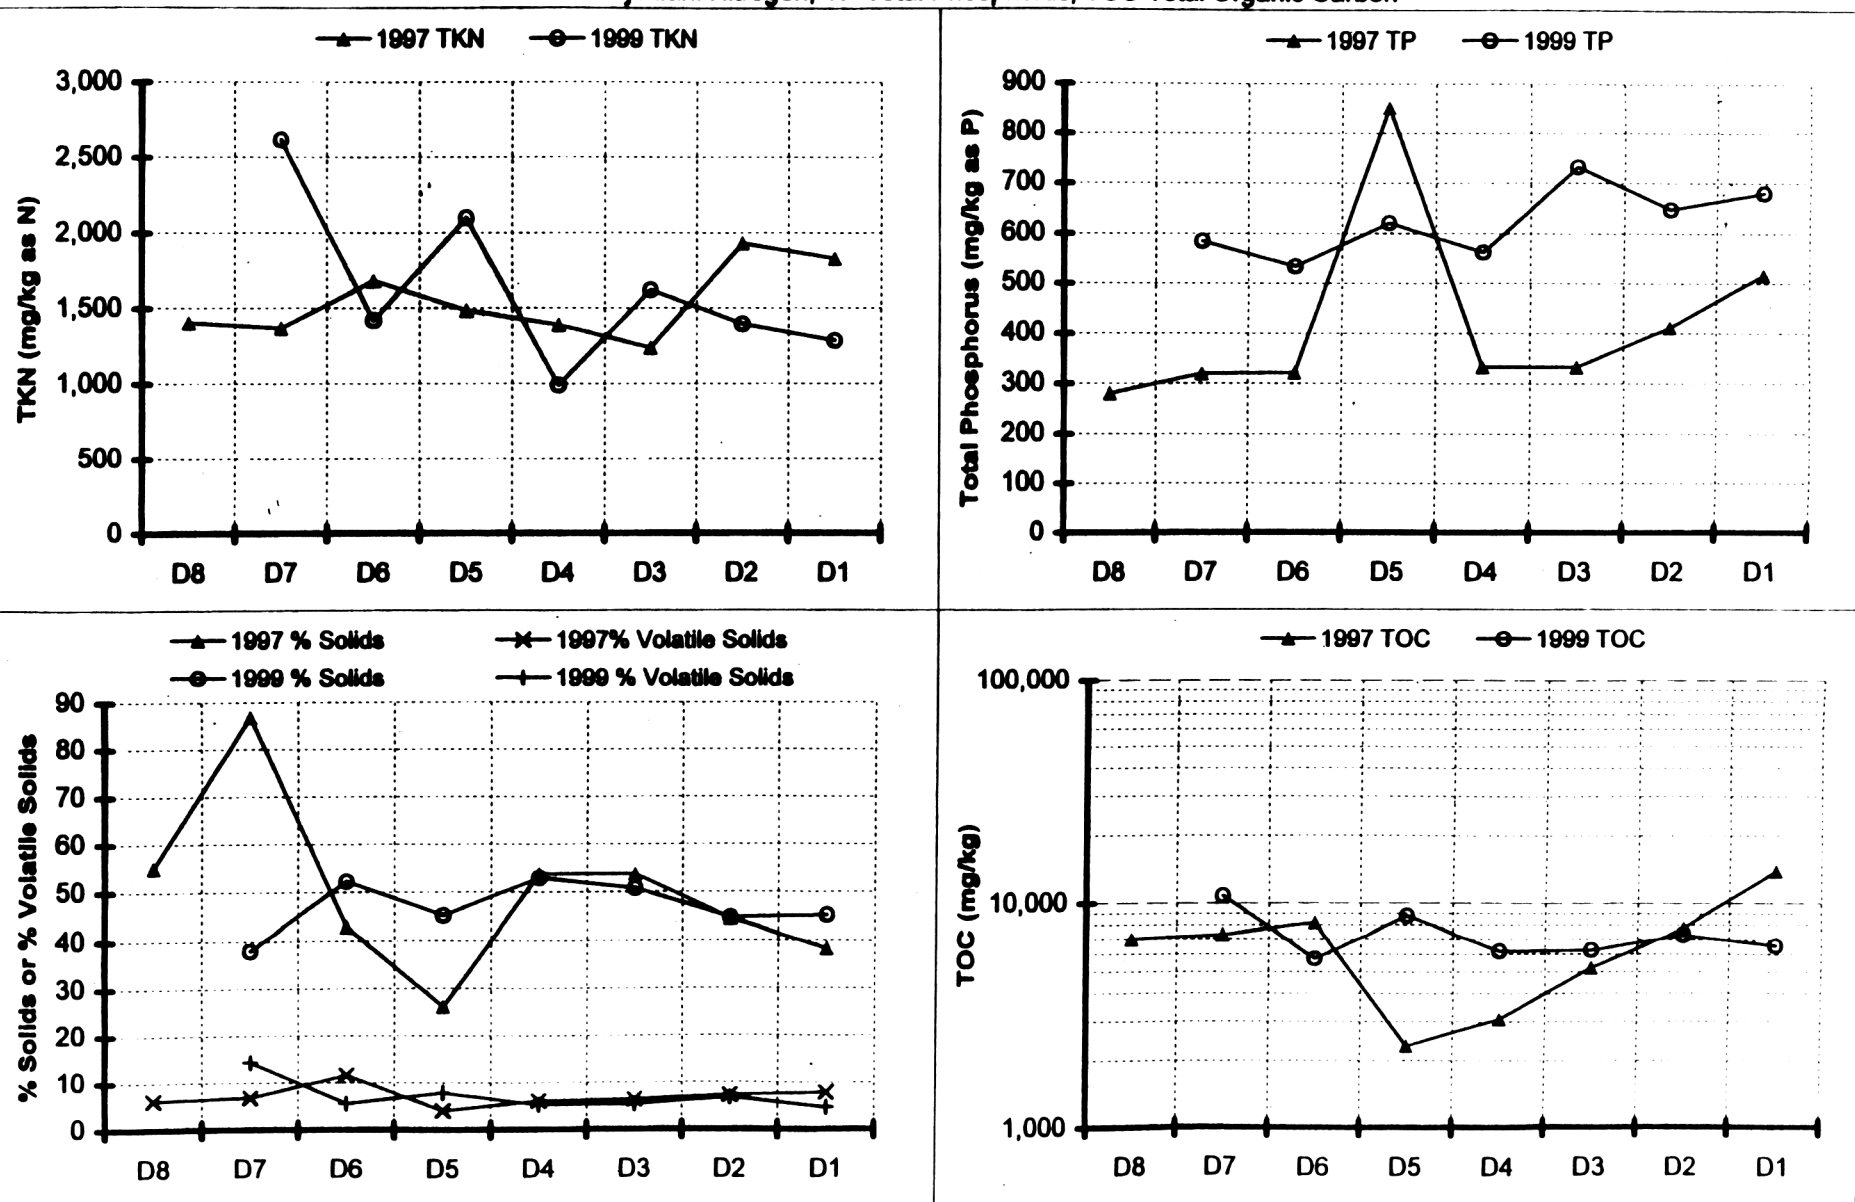 Nitrogen, Total Organic Carbon
1997 TKN 1999 TKN
3,000
2,500
2,000
1,500
1,000
500
0
TKN (mg/kg as N)
D8 D7 D6 D5 D4 D3 D2 D1
1997 TP 1999 TP
900
800
700
600
500
400
300
200
100
0
Total Phosphorus (mg/kg as P)
D8 D7 D6 D5 D4 D3 D2 D1
1997 % Solids 1997% Volatile Solids
1999 % Solids 1999 % Volatile Solids
90
80
70
60
50
40
30
20
10
0
% Solids or % Volatile Solids
D8 D7 D6 D5 D4 D3 D2 D1
1997 TOC 1999 TOC
100,000
10,000
1,000
TOC (mg/kg)
D8 D7 D6 D5 D4 D3 D2 D1